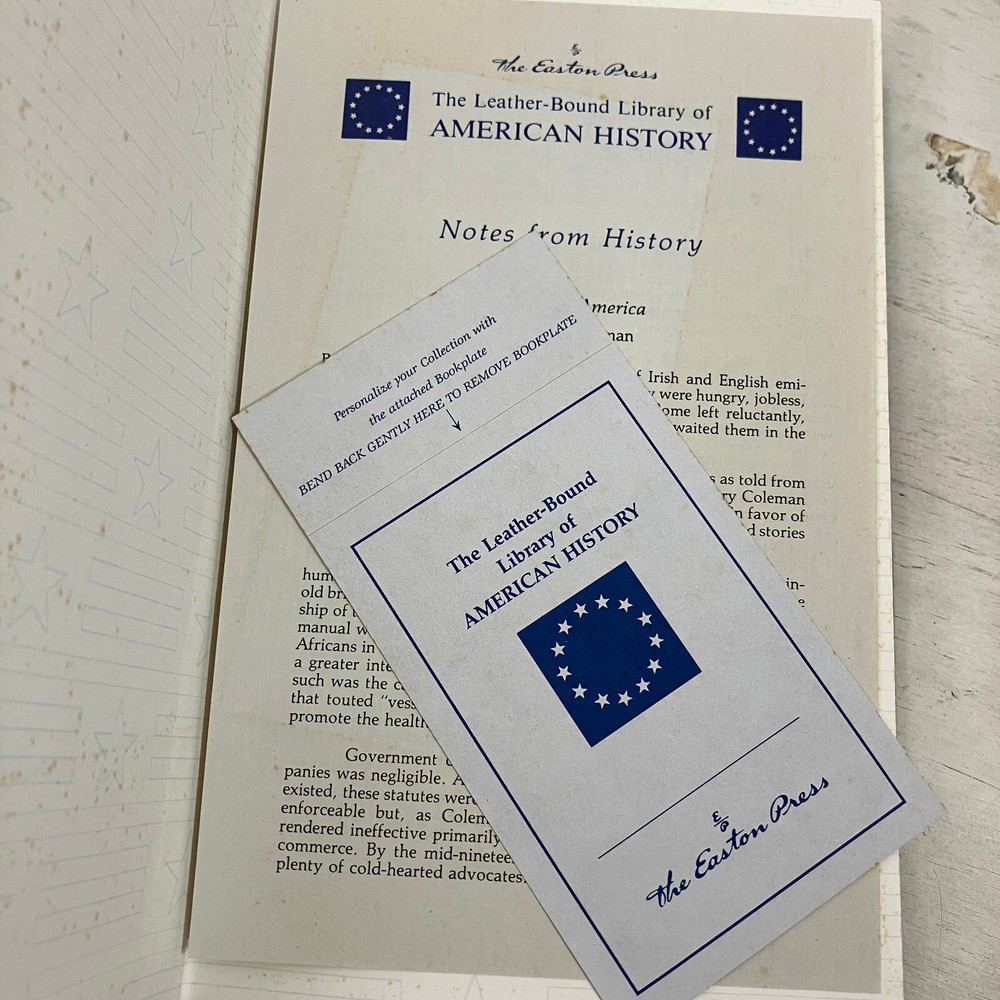 The Easton Press
The Leather-Bound Library of
AMERICAN HISTORY
Notes from History
America
Irish and English emi-
were hungry, jobless,
ome left reluctantly,
waited them in the
as told from
ry Coleman
in favor of
stories
in-
hum
old br
ship of
manual w
Africans in
a greater inte
such was the c
that touted “vess
promote the health
Government
panies was negligible. A
existed, these statutes were
enforceable but, as Colem
rendered ineffective primarily
commerce. By the mid-ninetee
plenty of cold-hearted advocates.
Personalize your Collection with
the attached Bookplate
BEND BACK GENTLY HERE TO REMOVE BOOKPLATE
The Leather-Bound
Library of
AMERICAN HISTORY
The Easton Press